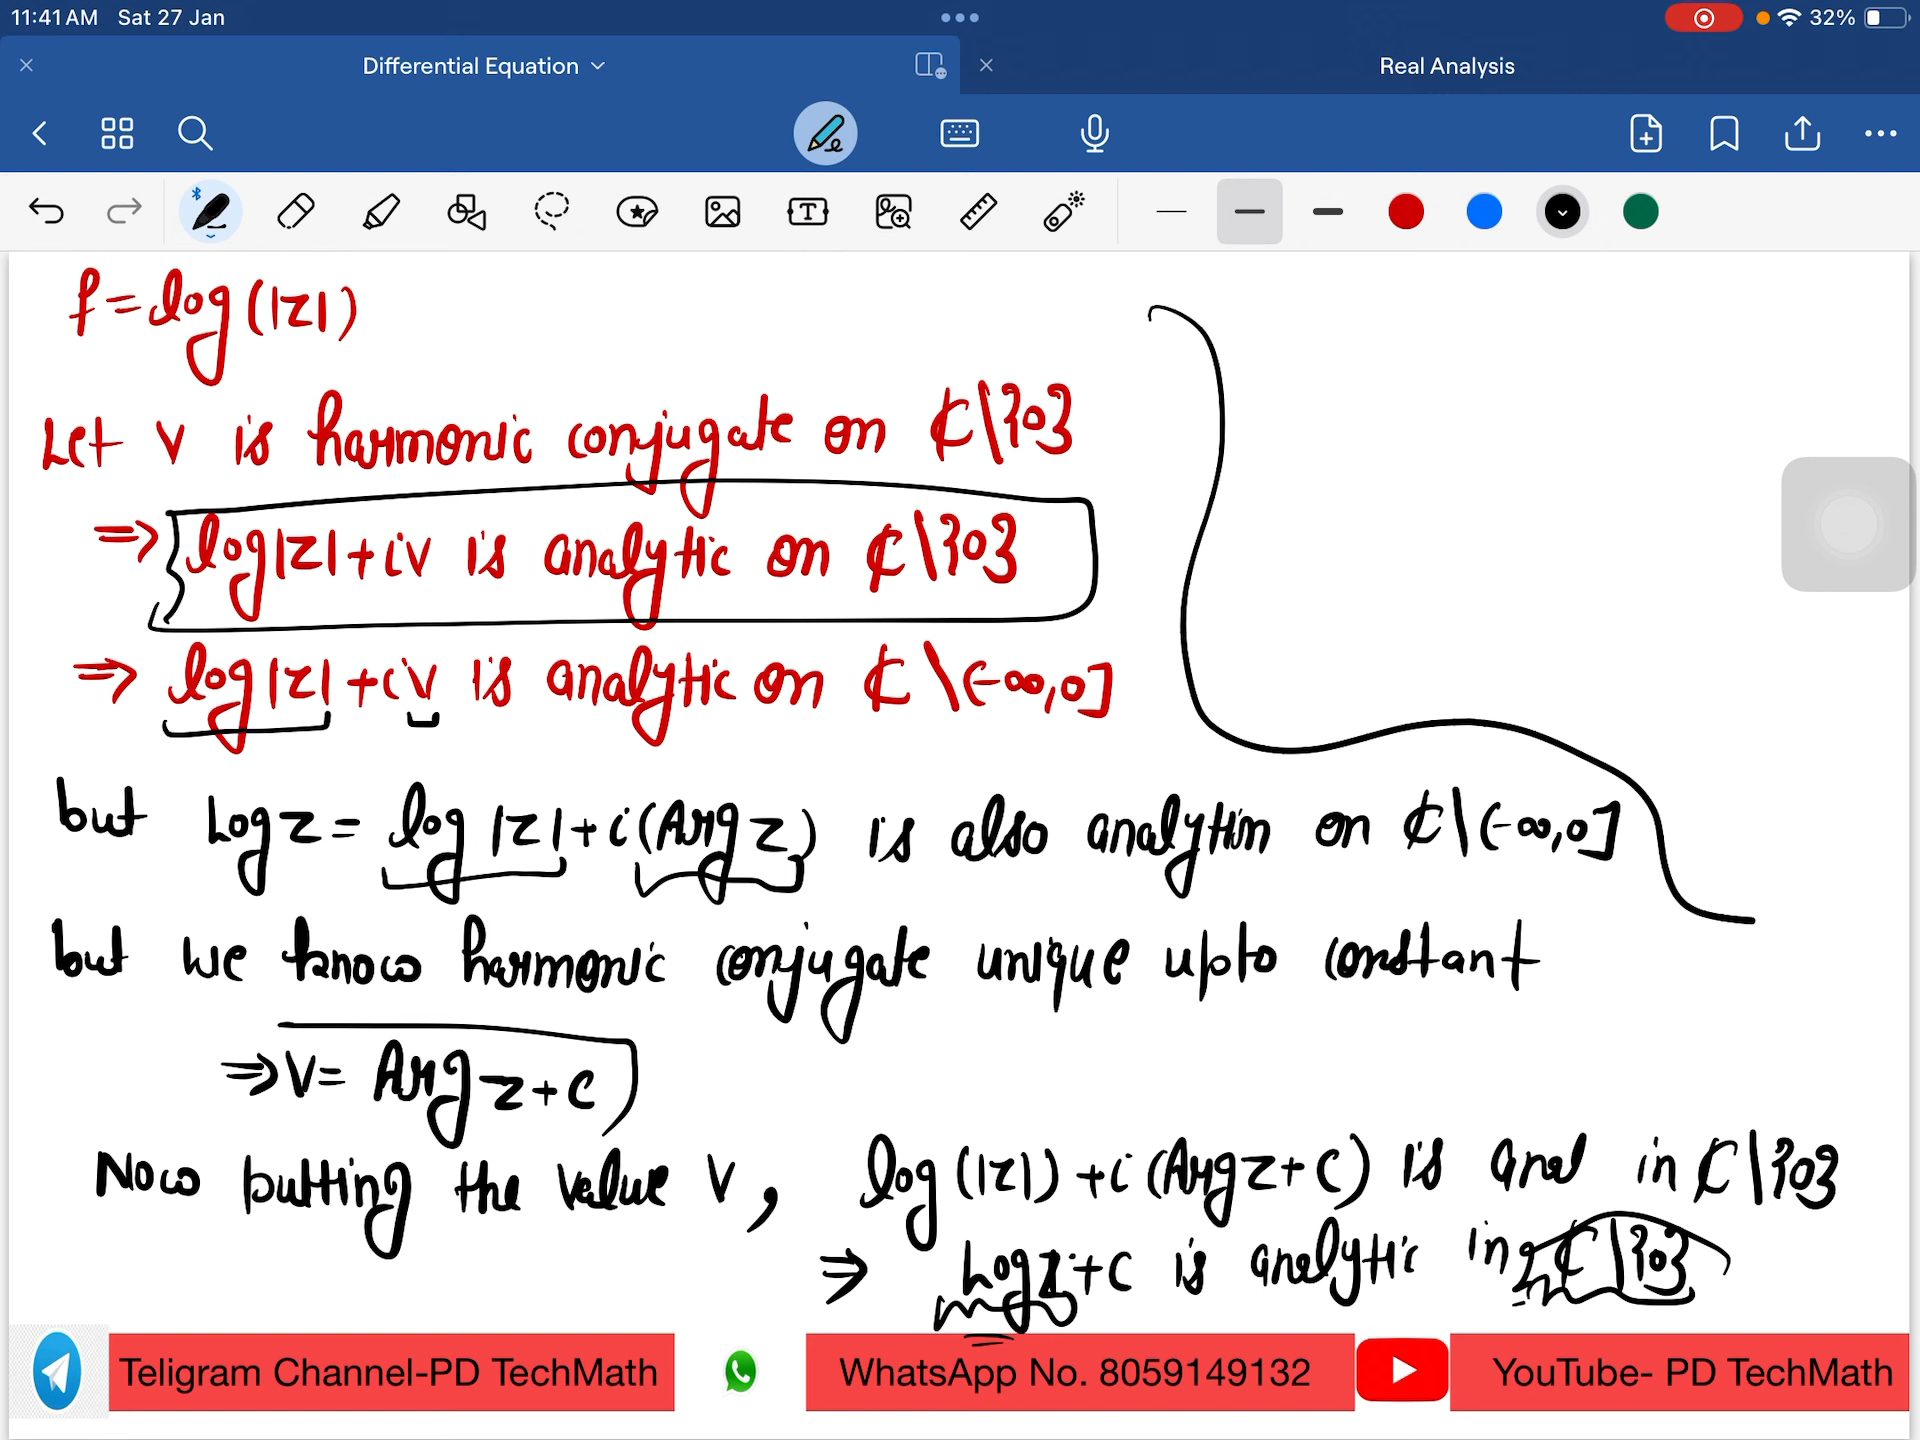 11:41 AM Sat 27 Jan
32%
Differential Equation
Real Analysis
f = log(|z|)
Let v is harmonic conjugate on ℂ\{0}
⇒ log|z|+iv is analytic on ℂ\{0}
⇒ log|z|+iv is analytic on ℂ\(-∞,0]
but Log z = log|z|+i(Arg z) is also on ℂ\(-∞,0]
but we know harmonic conjugate unique upto constant
⇒ V = Arg z+c
Now putting the value V, log(|z|)+i(Arg z+c) is anal in ℂ\{0}
⇒ Log z+c is analytic in ℂ\{0}
Teligram Channel-PD TechMath
WhatsApp No. 8059149132
YouTube- PD TechMath